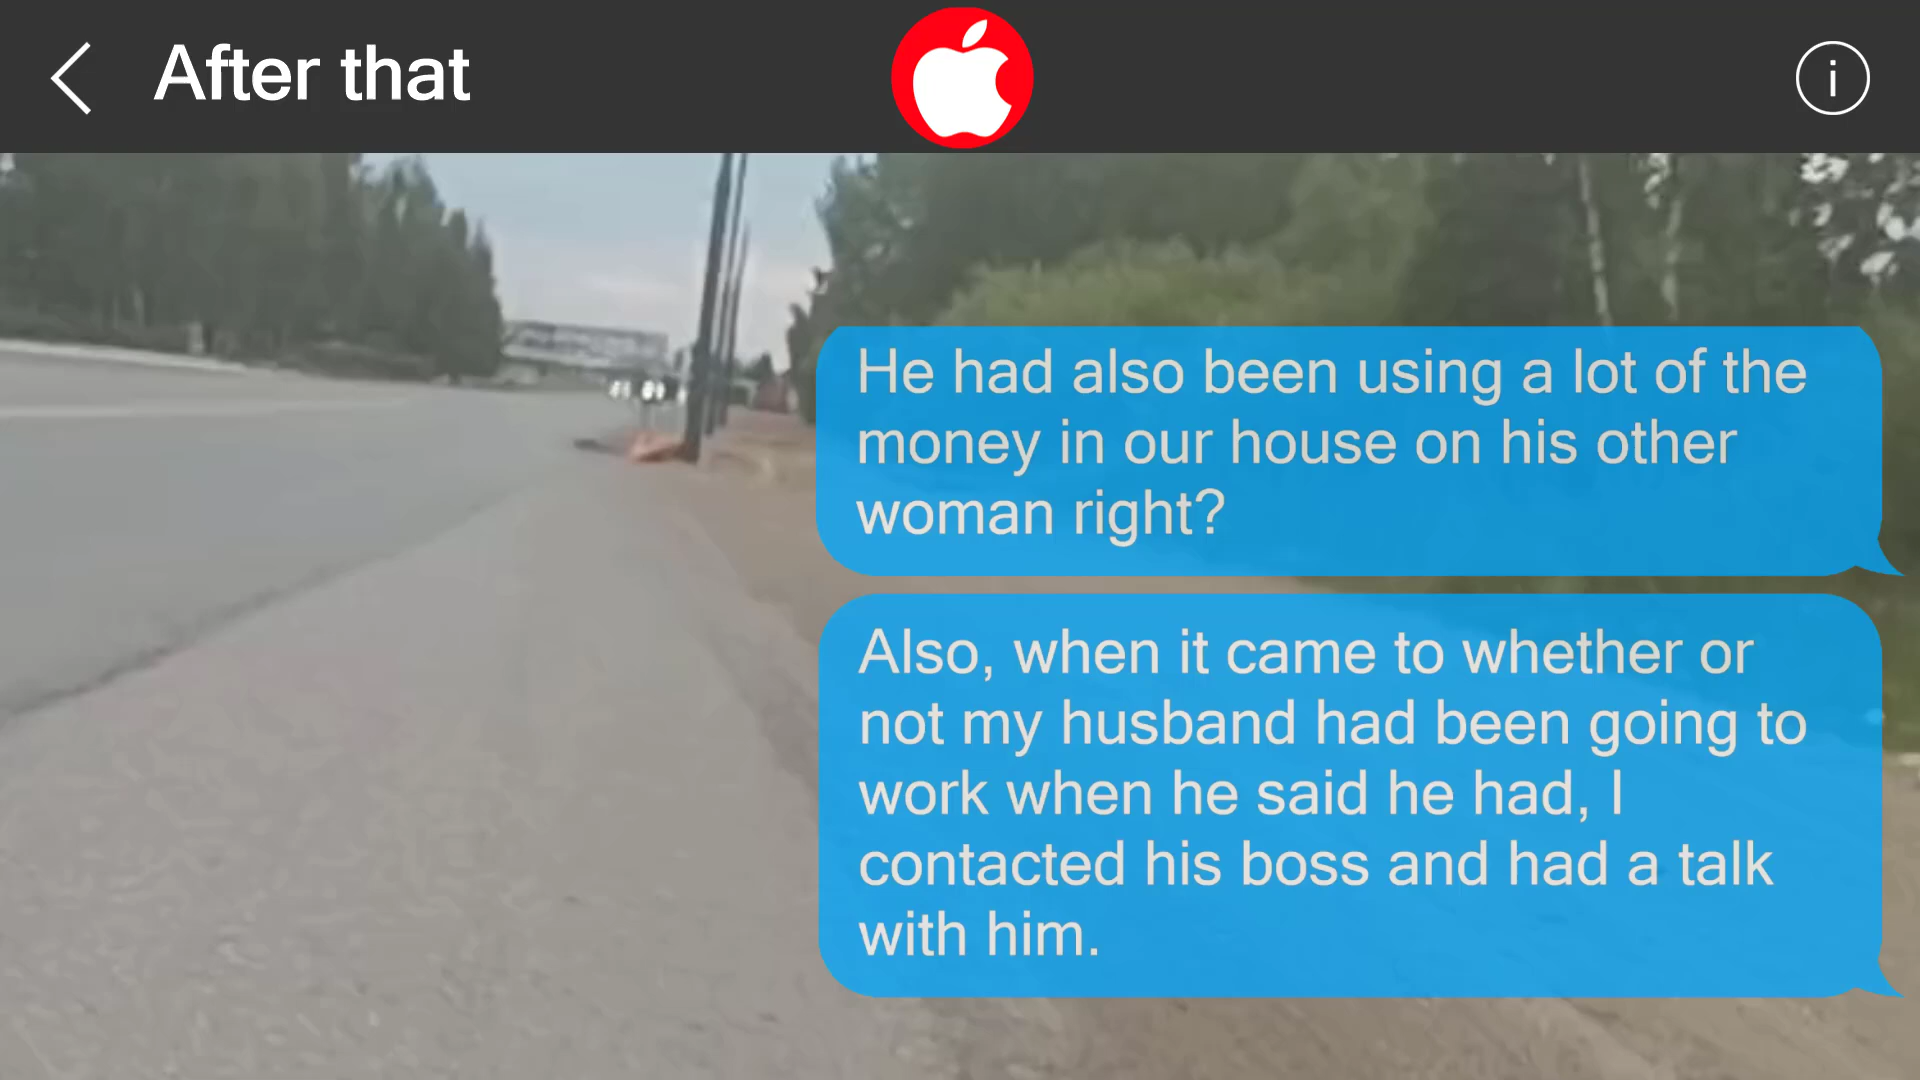 After that
i
He had also been using a lot of the
money in our house on his other
woman right?
Also, when it came to whether or
not my husband had been going to
work when he said he had, I
contacted his boss and had a talk
with him.